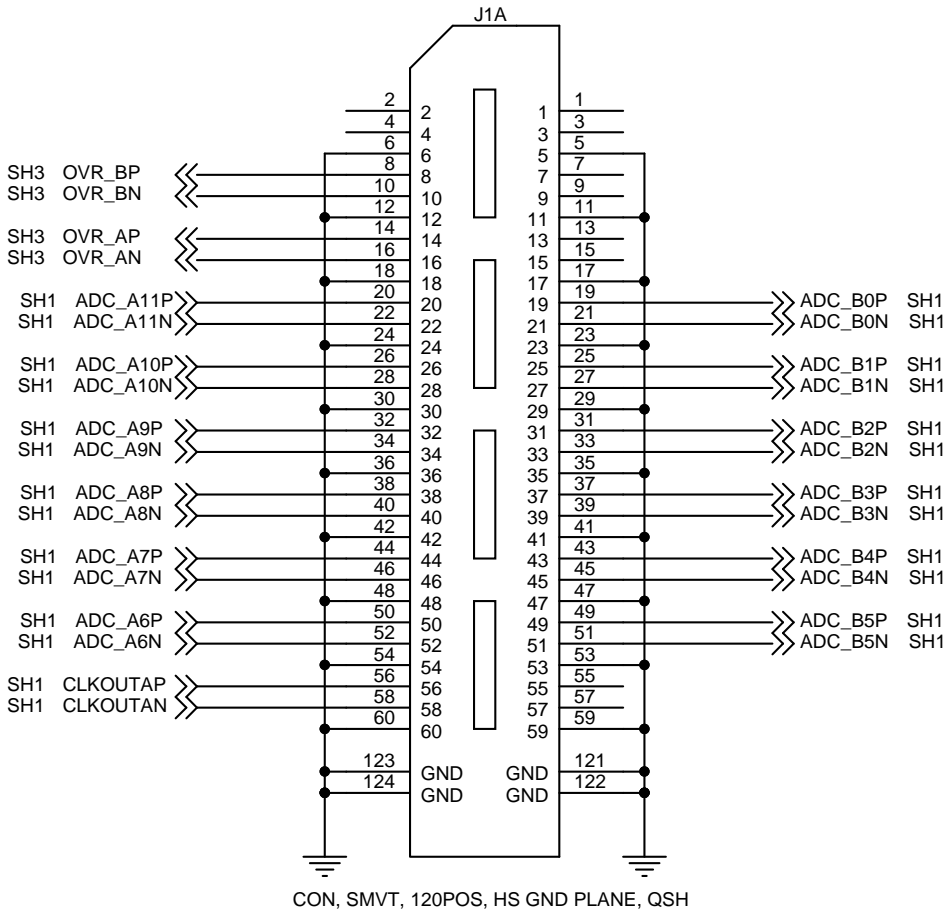 J1A
2 2 1 1
4 4 3 3
6 6 5 5
SH3 OVR_BP 8 8 7 7
SH3 OVR_BN 10 10 9 9
12 12 11 11
SH3 OVR_AP 14 14 13 13
SH3 OVR_AN 16 16 15 15
18 18 17 17
SH1 ADC_A11P 20 20 19 19 ADC_B0P SH1
SH1 ADC_A11N 22 22 21 21 ADC_B0N SH1
24 24 23 23
SH1 ADC_A10P 26 26 25 25 ADC_B1P SH1
SH1 ADC_A10N 28 28 27 27 ADC_B1N SH1
30 30 29 29
SH1 ADC_A9P 32 32 31 31 ADC_B2P SH1
SH1 ADC_A9N 34 34 33 33 ADC_B2N SH1
36 36 35 35
SH1 ADC_A8P 38 38 37 37 ADC_B3P SH1
SH1 ADC_A8N 40 40 39 39 ADC_B3N SH1
42 42 41 41
SH1 ADC_A7P 44 44 43 43 ADC_B4P SH1
SH1 ADC_A7N 46 46 45 45 ADC_B4N SH1
48 48 47 47
SH1 ADC_A6P 50 50 49 49 ADC_B5P SH1
SH1 ADC_A6N 52 52 51 51 ADC_B5N SH1
54 54 53 53
SH1 CLKOUTAP 56 56 55 55
SH1 CLKOUTAN 58 58 57 57
60 60 59 59
123 GND GND 121
124 GND GND 122
CON, SMVT, 120POS, HS GND PLANE, QSH